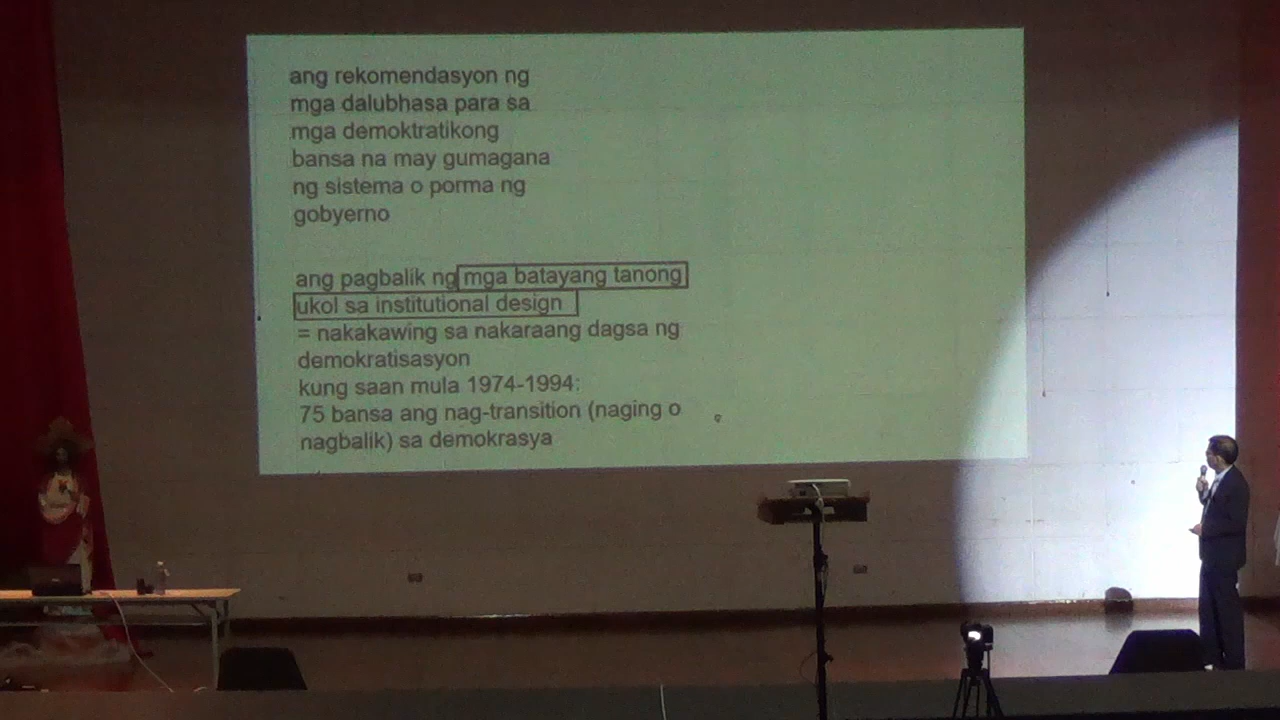 ang rekomendasyon ng
mga dalubhasa para sa
mga demoktratikong
bansa na may gumagana
ng sistema o porma ng
gobyerno
ang pagbalik ng mga batayang tanong
ukol sa institutional design
= nakakawing sa nakaraang dagsa ng
demokratisasyon
kung saan mula 1974-1994:
75 bansa ang nag-transition (naging o
nagbalik) sa demokrasya